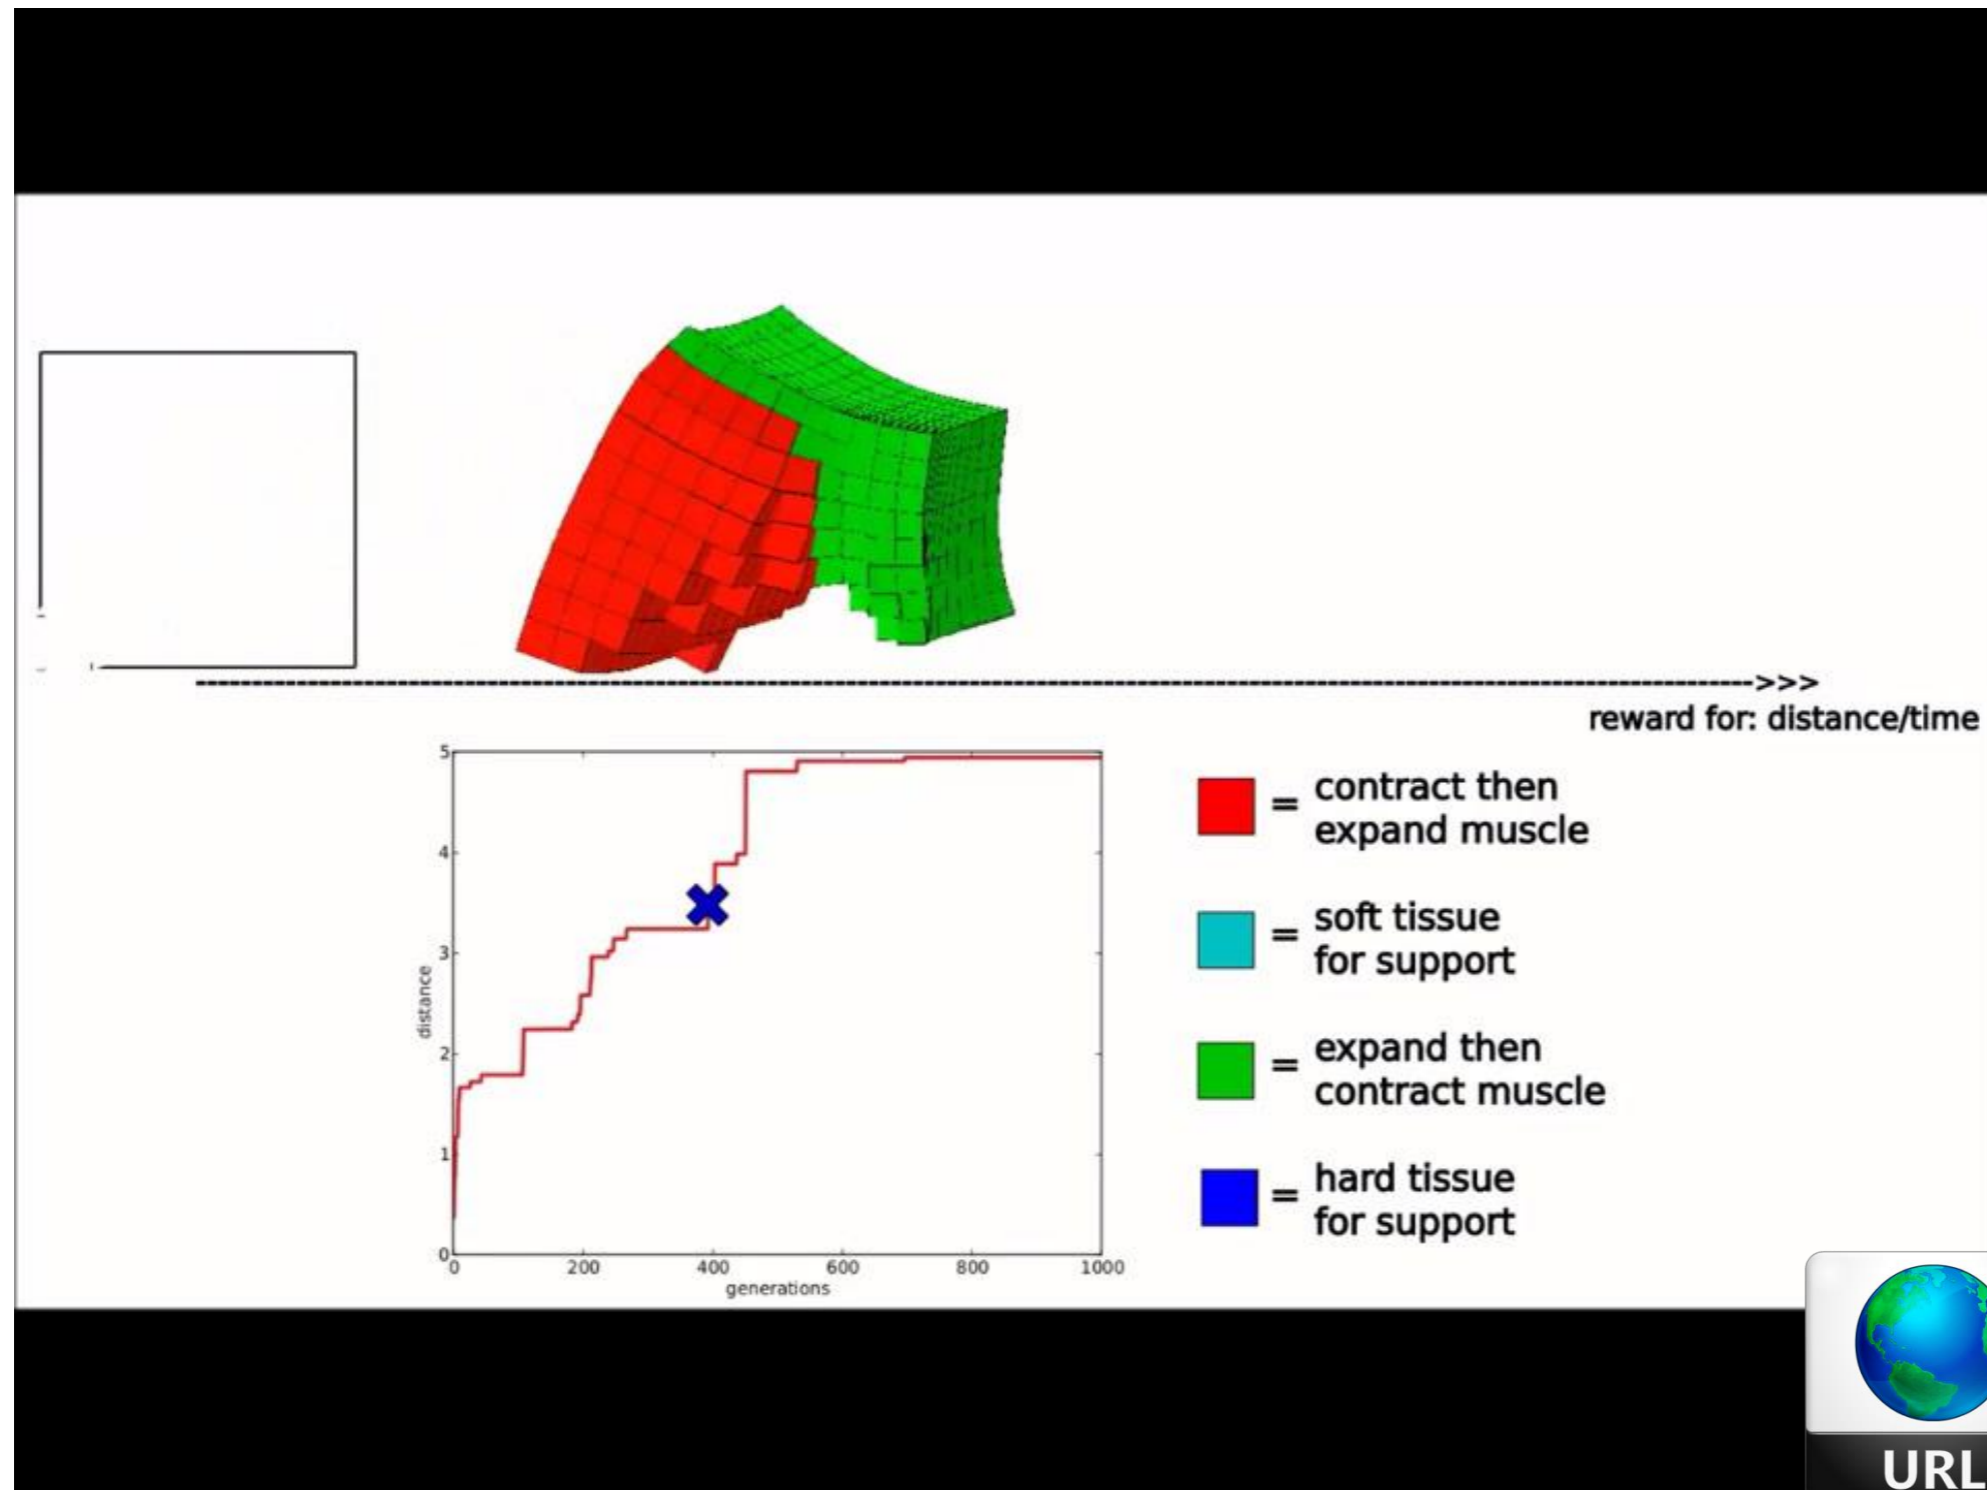 ----------------------------------------------------------------------------------->>>
reward for: distance/time
5
4
3
2
1
0
distance
0 200 400 600 800 1000
generations
= contract then
expand muscle
= soft tissue
for support
= expand then
contract muscle
= hard tissue
for support
URL